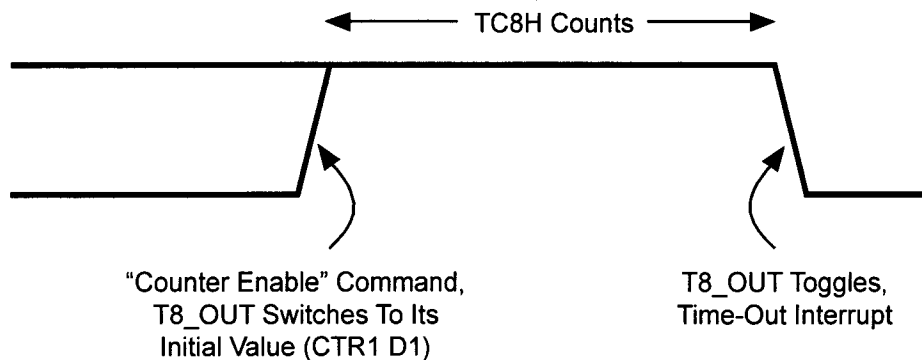 TC8H Counts
“Counter Enable” Command,
T8_OUT Switches To Its
Initial Value (CTR1 D1)
T8_OUT Toggles,
Time-Out Interrupt